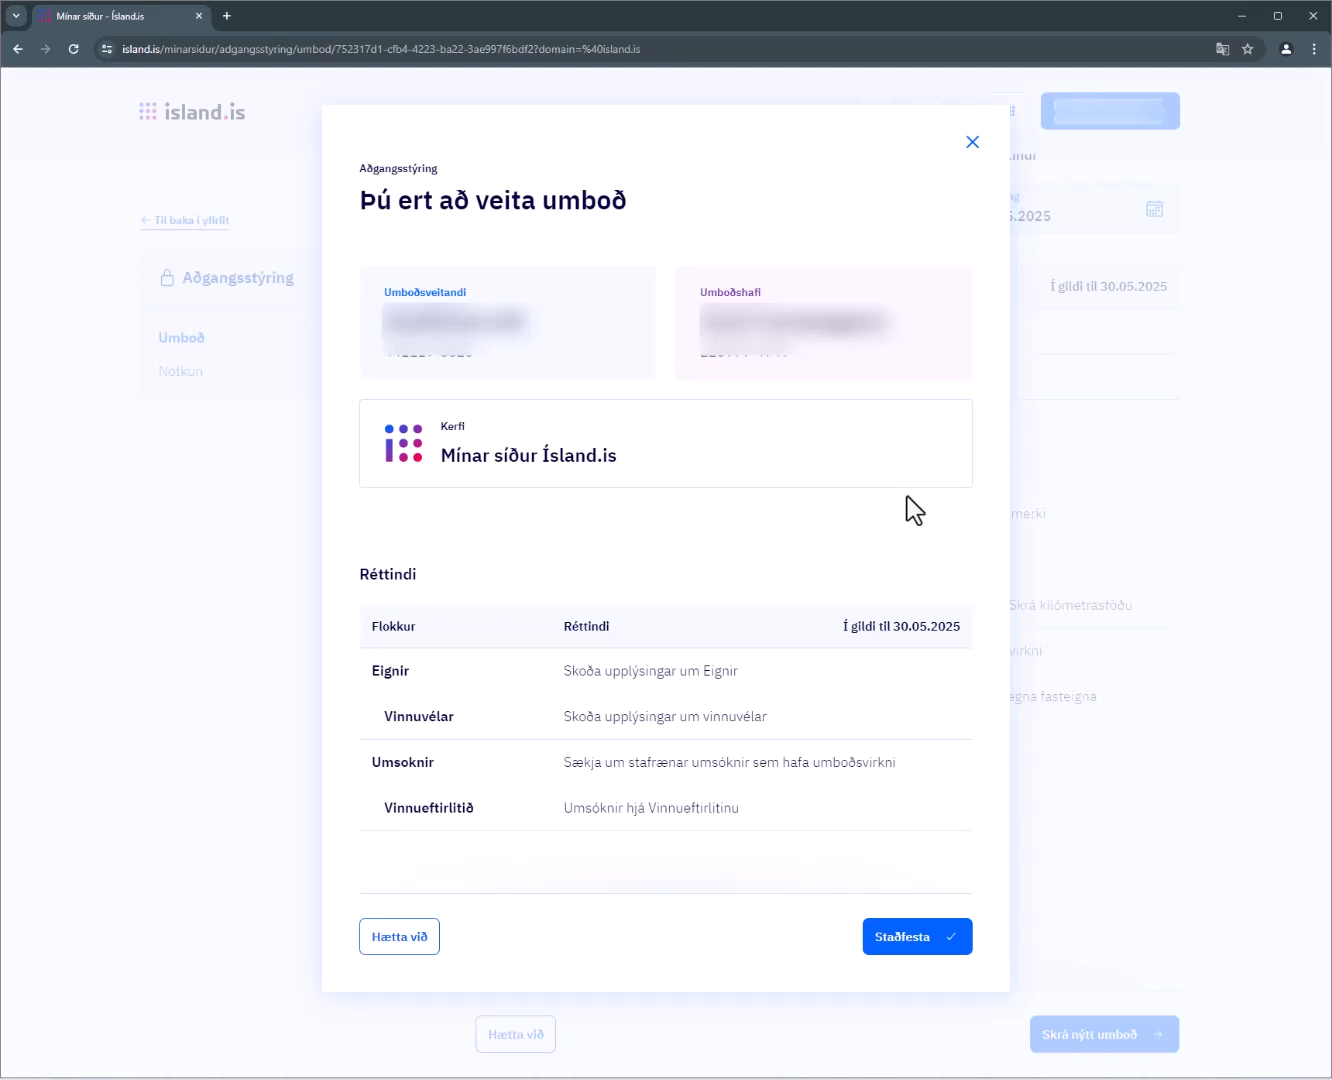 Mínar síður - Ísland.is
island.is/minarsidur/adgangsstyring/umbod/752317d1-cfb4-4223-ba22-3ae997f6bdf2?domain=%40island.is
island.is
Til baka í yfirlit
Aðgangsstýring
Umboð
Notkun
Aðgangsstýring
Þú ert að veita umboð
Umboðsveitandi
Umboðshafi
Kerfi
Mínar síður Ísland.is
Réttindi
Flokkur Réttindi Í gildi til 30.05.2025
Eignir Skoða upplýsingar um Eignir
Vinnuvélar Skoða upplýsingar um vinnuvélar
Umsoknir Sækja um stafrænar umsóknir sem hafa umboðsvirkni
Vinnueftirlitið Umsóknir hjá Vinnueftirlitinu
Hætta við
Staðfesta
.2025
Í gildi til 30.05.2025
merki
Skrá kílómetrastöðu
virkni
fasteigna
Hætta við
Skrá nýtt umboð